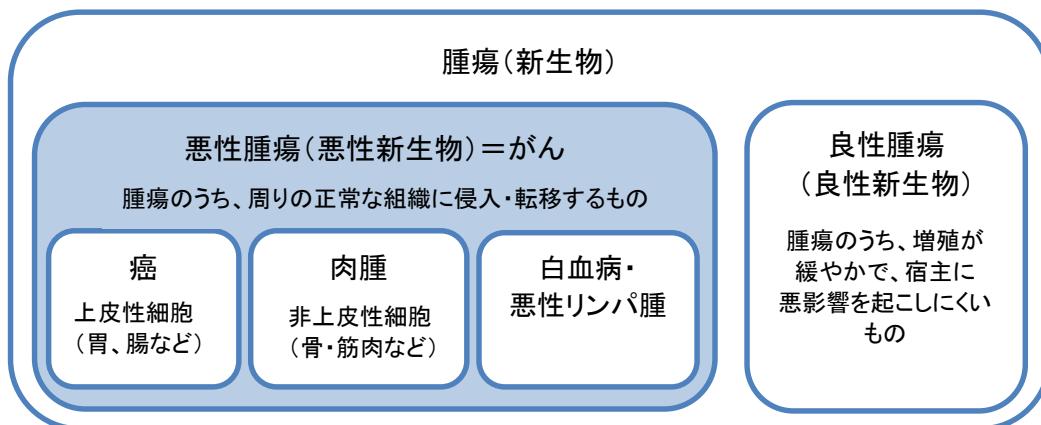 腫瘍(新生物)
悪性腫瘍(悪性新生物)=がん
腫瘍のうち、周りの正常な組織に侵入・転移するもの
癌
上皮性細胞
(胃、腸など)
肉腫
非上皮性細胞
(骨・筋肉など)
白血病・
悪性リンパ腫
良性腫瘍
(良性新生物)
腫瘍のうち、増殖が
緩やかで、宿主に
悪影響を起こしにくい
もの